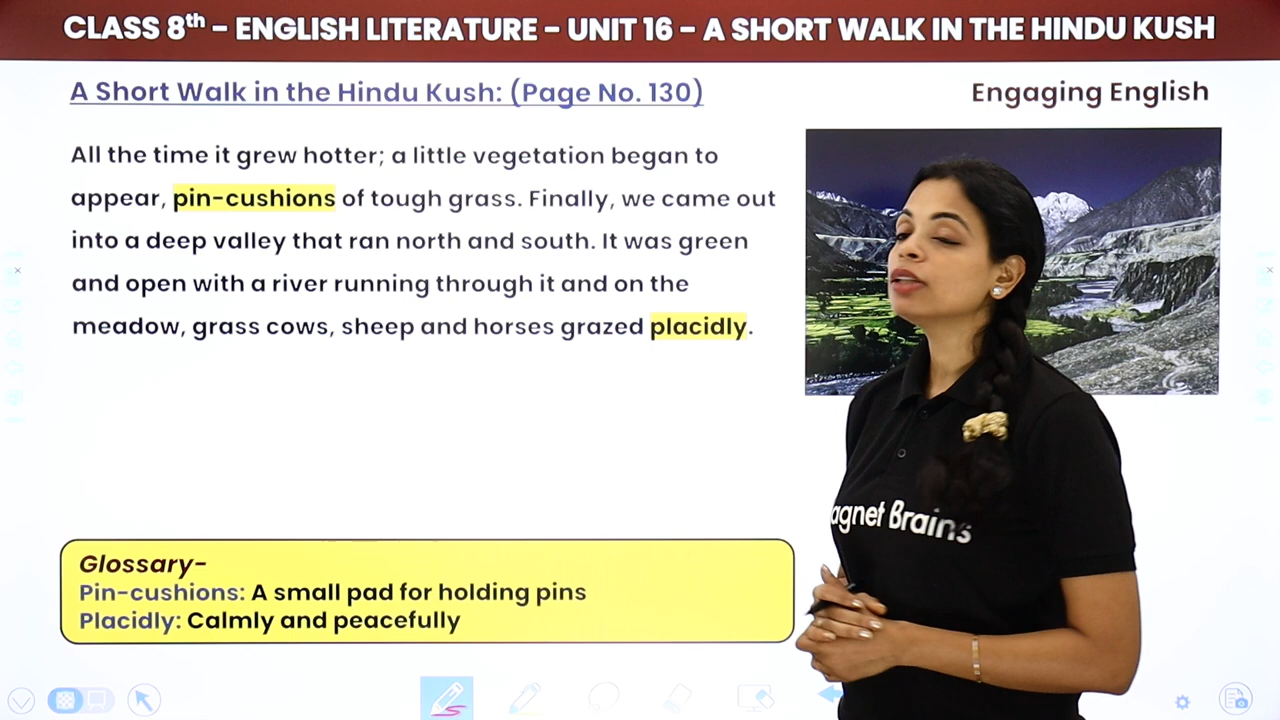 CLASS 8th – ENGLISH LITERATURE – UNIT 16 – A SHORT WALK IN THE HINDU KUSH
A Short Walk in the Hindu Kush: (Page No. 130)
Engaging English
All the time it grew hotter; a little vegetation began to
appear, pin-cushions of tough grass. Finally, we came out
into a deep valley that ran north and south. It was green
and open with a river running through it and on the
meadow, grass cows, sheep and horses grazed placidly.
agnet Brains
Glossary-
Pin-cushions: A small pad for holding pins
Placidly: Calmly and peacefully